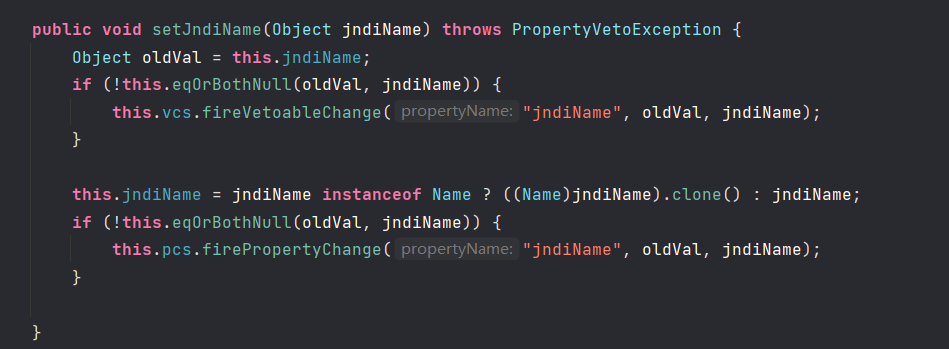 public void setJndiName(Object jndiName) throws PropertyVetoException {
    Object oldVal = this.jndiName;
    if (!this.eqOrBothNull(oldVal, jndiName)) {
        this.vcs.fireVetoableChange( propertyName: "jndiName", oldVal, jndiName);
    }

    this.jndiName = jndiName instanceof Name ? ((Name)jndiName).clone() : jndiName;
    if (!this.eqOrBothNull(oldVal, jndiName)) {
        this.pcs.firePropertyChange( propertyName: "jndiName", oldVal, jndiName);
    }

}